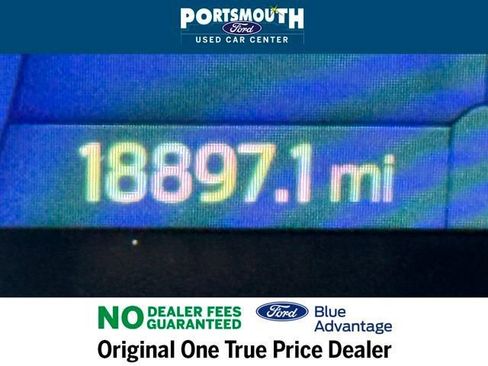 PORTSMOUTH
Ford
USED CAR CENTER
18897.1 mi
NO DEALER FEES
GUARANTEED
Ford Blue
Advantage
Original One True Price Dealer